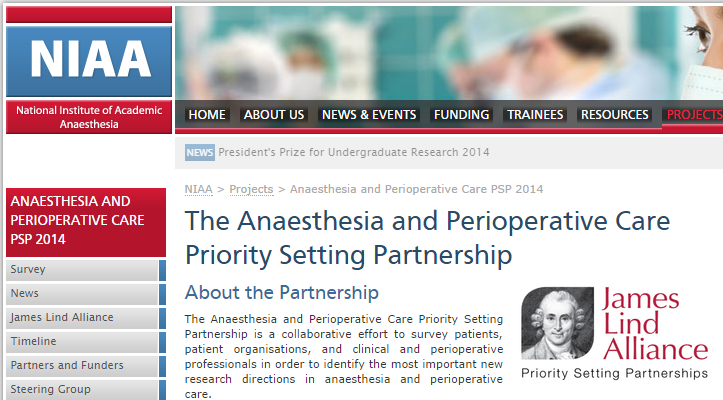 NIAA
National Institute of Academic
Anaesthesia
HOME ABOUT US NEWS & EVENTS FUNDING TRAINEES RESOURCES PROJECTS
NEWS President's Prize for Undergraduate Research 2014
ANAESTHESIA AND
PERIOPERATIVE CARE
PSP 2014
Survey
News
James Lind Alliance
Timeline
Partners and Funders
Steering Group
NIAA > Projects > Anaesthesia and Perioperative Care PSP 2014
The Anaesthesia and Perioperative Care
Priority Setting Partnership
About the Partnership
The Anaesthesia and Perioperative Care Priority Setting
Partnership is a collaborative effort to survey patients,
patient organisations, and clinical and perioperative
professionals in order to identify the most important new
research directions in anaesthesia and perioperative
care.
James
Lind
Alliance
Priority Setting Partnerships